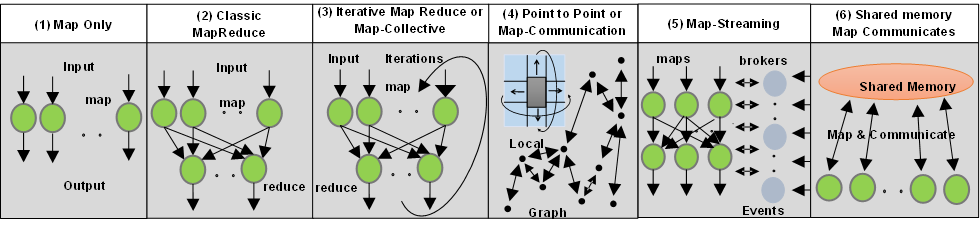 (1) Map Only
Input
map
Output
(2) Classic
MapReduce
Input
map
reduce
(3) Iterative Map Reduce or
Map-Collective
Input Iterations
map
reduce
(4) Point to Point or
Map-Communication
Local
Graph
(5) Map-Streaming
maps brokers
Events
(6) Shared memory
Map Communicates
Shared Memory
Map & Communicate